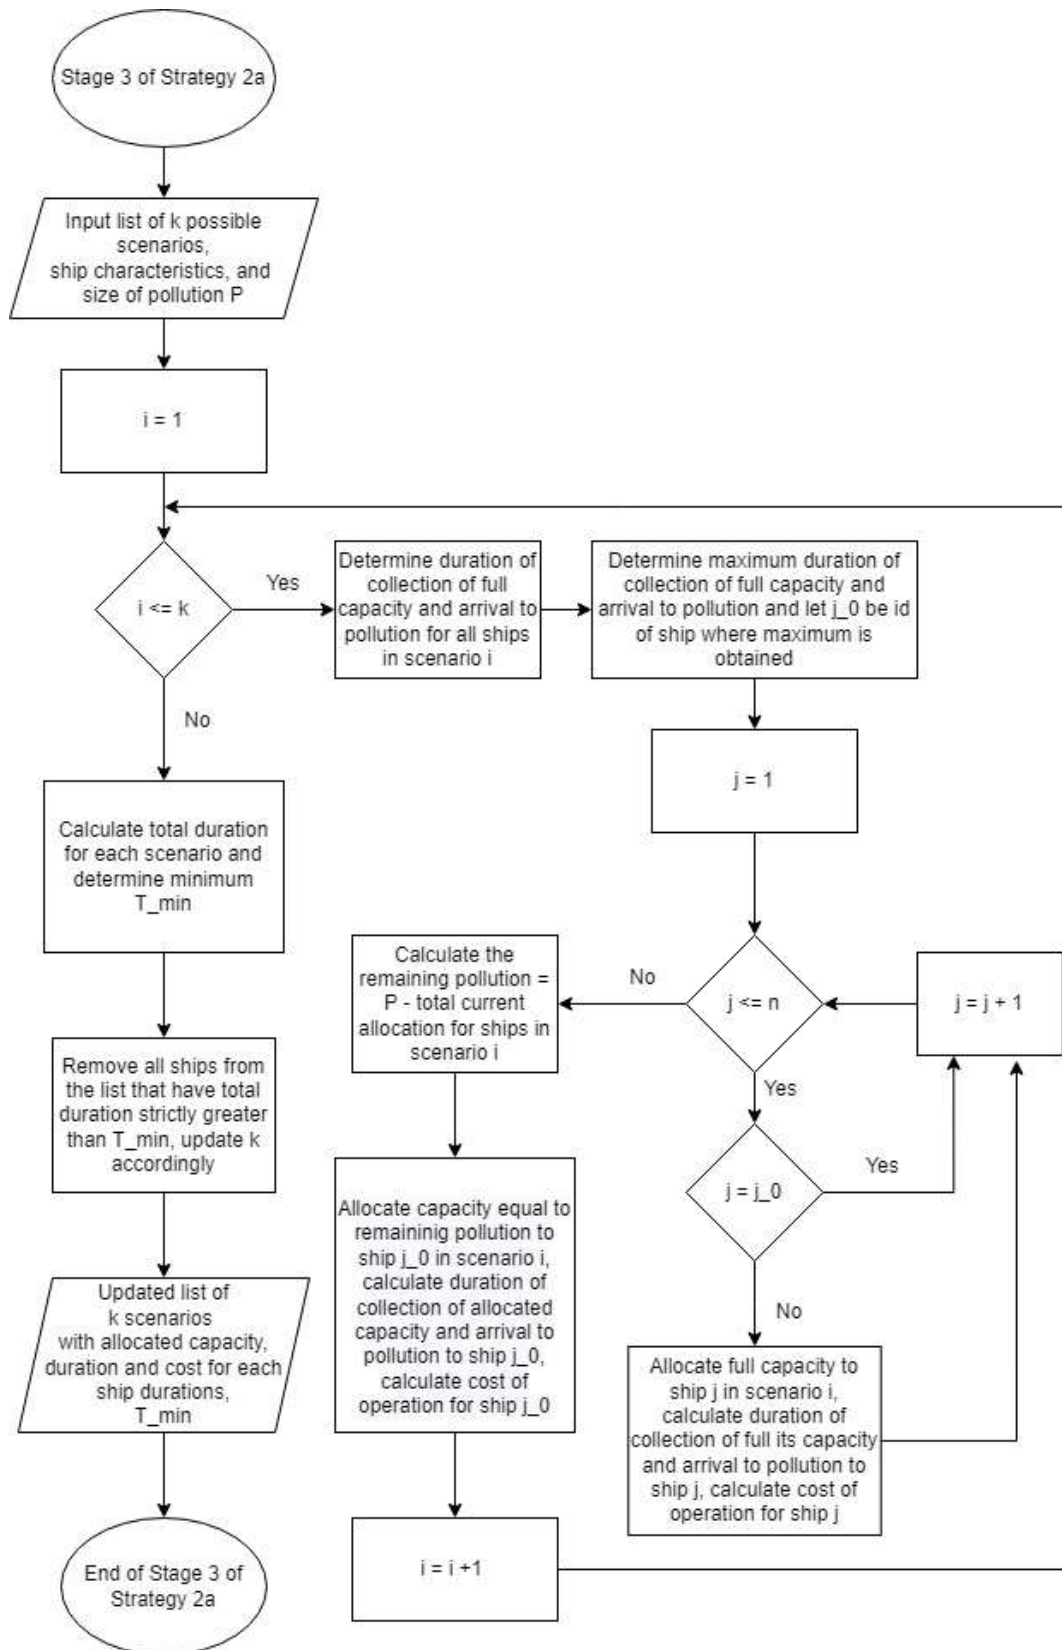 Stage 3 of Strategy 2a
Input list of k possible
scenarios,
ship characteristics, and
size of pollution P
i = 1
i <= k
Yes
No
Determine duration of
collection of full
capacity and arrival to
pollution for all ships
in scenario i
Determine maximum duration of
collection of full capacity and
arrival to pollution and let j_0 be id
of ship where maximum is
obtained
j = 1
j <= n
No
Yes
j = j + 1
j = j_0
Yes
No
Allocate full capacity to
ship j in scenario i,
calculate duration of
collection of full its capacity
and arrival to pollution to
ship j, calculate cost of
operation for ship j
Calculate the
remaining pollution =
P - total current
allocation for ships in
scenario i
Allocate capacity equal to
remaininig pollution to
ship j_0 in scenario i,
calculate duration of
collection of allocated
capacity and arrival to
pollution to ship j_0,
calculate cost of
operation for ship j_0
i = i +1
Calculate total duration
for each scenario and
determine minimum
T_min
Remove all ships from
the list that have total
duration strictly greater
than T_min, update k
accordingly
Updated list of
k scenarios
with allocated capacity,
duration and cost for each
ship durations,
T_min
End of Stage 3 of
Strategy 2a